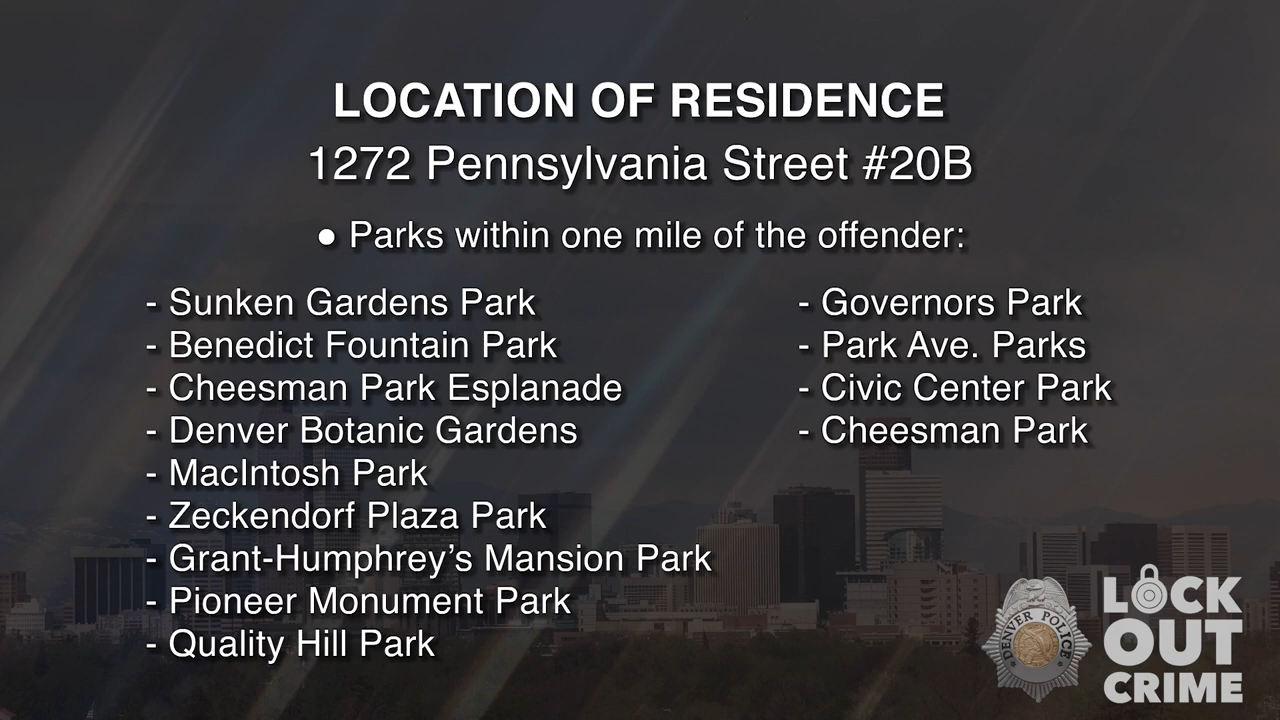 LOCATION OF RESIDENCE
1272 Pennsylvania Street #20B
● Parks within one mile of the offender:
- Sunken Gardens Park
- Benedict Fountain Park
- Cheesman Park Esplanade
- Denver Botanic Gardens
- MacIntosh Park
- Zeckendorf Plaza Park
- Grant-Humphrey’s Mansion Park
- Pioneer Monument Park
- Quality Hill Park
- Governors Park
- Park Ave. Parks
- Civic Center Park
- Cheesman Park
DENVER POLICE
LOCK
OUT
CRIME